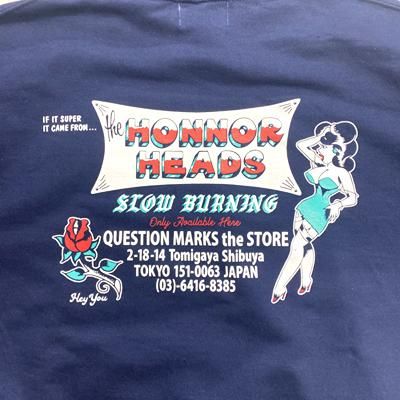 IF IT SUPER
IT CAME FROM...
the HONNOR
HEADS
SLOW BURNING
Only Available Here
QUESTION MARKS the STORE
2-18-14 Tomigaya Shibuya
TOKYO 151-0063 JAPAN
(03)-6416-8385
Hey You